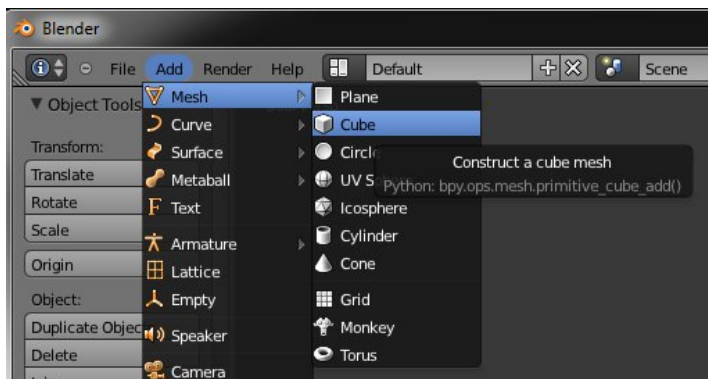 Blender
File Add Render Help Default Scene
Object Tools
Transform:
Translate
Rotate
Scale
Origin
Object:
Duplicate Objec
Delete
Mesh
Curve
Surface
Metaball
Text
Armature
Lattice
Empty
Speaker
Camera
Plane
Cube
Circle
UV S
Icosphere
Cylinder
Cone
Grid
Monkey
Torus
Construct a cube mesh
Python: bpy.ops.mesh.primitive_cube_add()